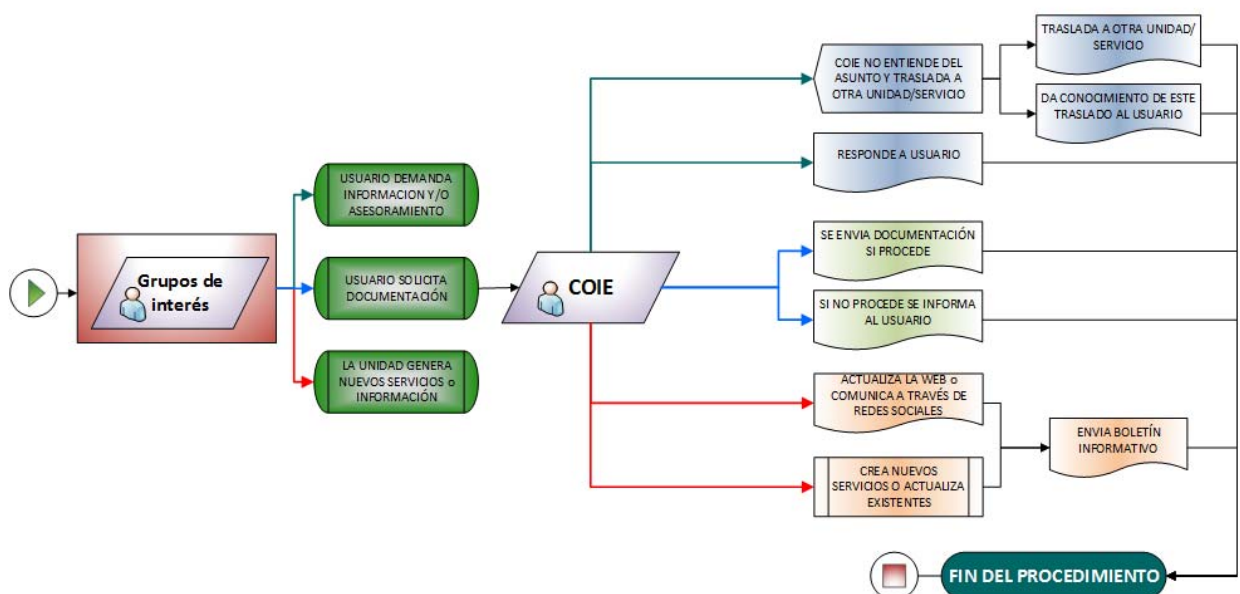 Grupos de
interés
USUARIO DEMANDA
INFORMACION Y/O
ASESORAMIENTO
USUARIO SOLICITA
DOCUMENTACIÓN
LA UNIDAD GENERA
NUEVOS SERVICIOS o
INFORMACIÓN
COIE
COIE NO ENTIENDE DEL
ASUNTO Y TRASLADA A
OTRA UNIDAD/SERVICIO
TRASLADA A OTRA UNIDAD/
SERVICIO
DA CONOCIMIENTO DE ESTE
TRASLADO AL USUARIO
RESPONDE A USUARIO
SE ENVIA DOCUMENTACIÓN
SI PROCEDE
SI NO PROCEDE SE INFORMA
AL USUARIO
ACTUALIZA LA WEB o
COMUNICA A TRAVÉS DE
REDES SOCIALES
CREA NUEVOS
SERVICIOS O ACTUALIZA
EXISTENTES
ENVIA BOLETÍN
INFORMATIVO
FIN DEL PROCEDIMIENTO